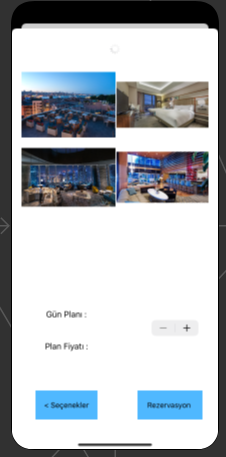 Gün Planı :
− +
Plan Fiyatı :
< Seçenekler
Rezervasyon